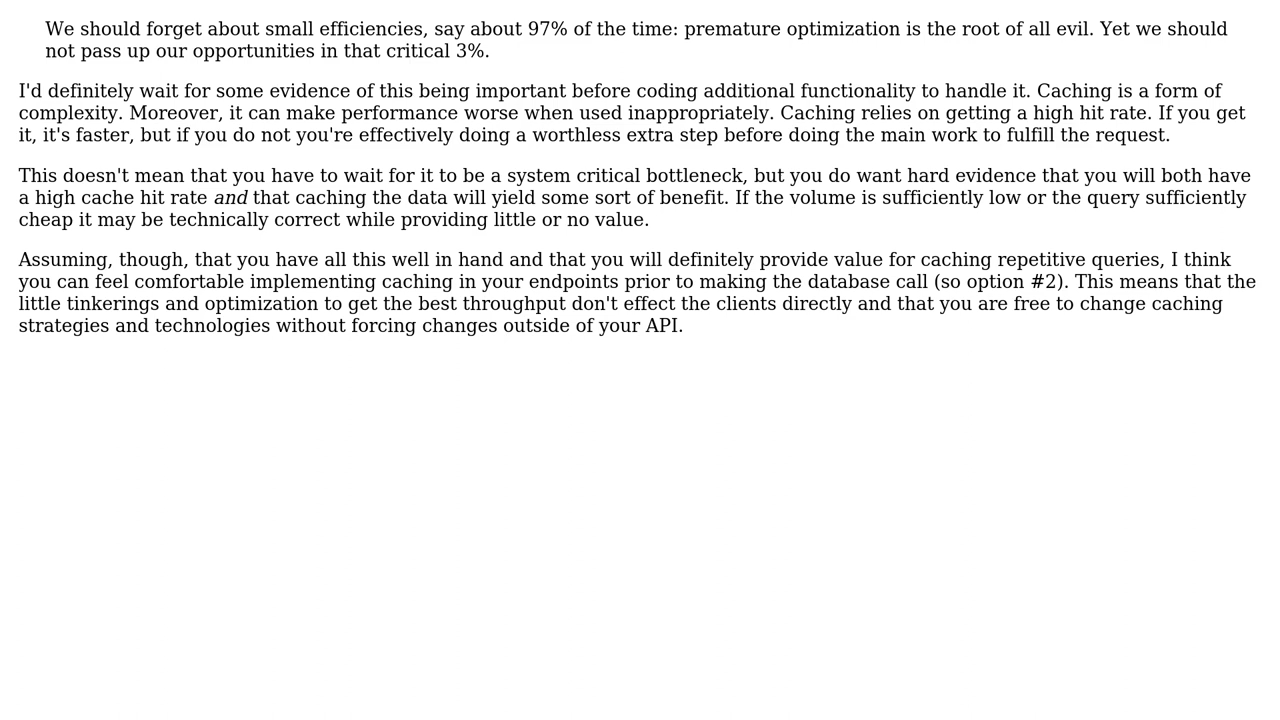 We should forget about small efficiencies, say about 97% of the time: premature optimization is the root of all evil. Yet we should
not pass up our opportunities in that critical 3%.
I'd definitely wait for some evidence of this being important before coding additional functionality to handle it. Caching is a form of
complexity. Moreover, it can make performance worse when used inappropriately. Caching relies on getting a high hit rate. If you get
it, it's faster, but if you do not you're effectively doing a worthless extra step before doing the main work to fulfill the request.
This doesn't mean that you have to wait for it to be a system critical bottleneck, but you do want hard evidence that you will both have
a high cache hit rate and that caching the data will yield some sort of benefit. If the volume is sufficiently low or the query sufficiently
cheap it may be technically correct while providing little or no value.
Assuming, though, that you have all this well in hand and that you will definitely provide value for caching repetitive queries, I think
you can feel comfortable implementing caching in your endpoints prior to making the database call (so option #2). This means that the
little tinkerings and optimization to get the best throughput don't effect the clients directly and that you are free to change caching
strategies and technologies without forcing changes outside of your API.